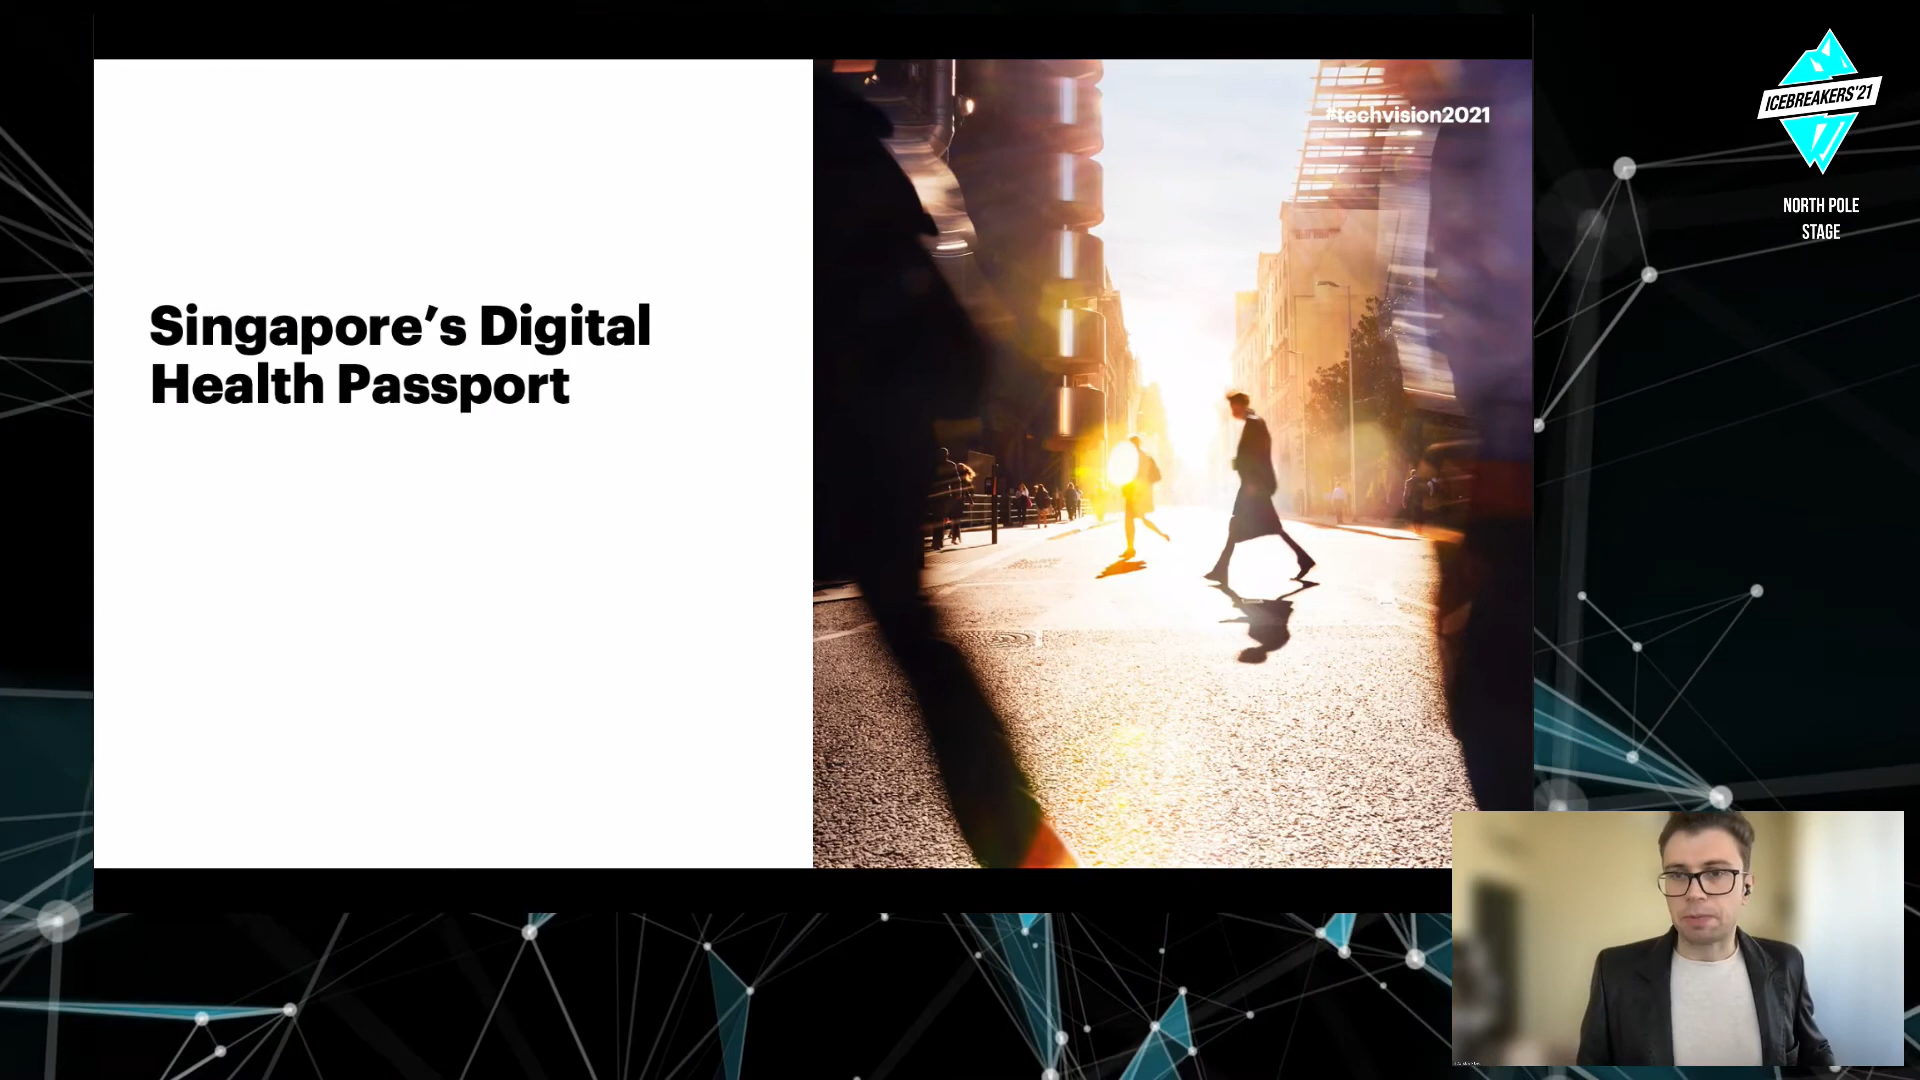 Singapore’s Digital
Health Passport
#techvision2021
ICEBREAKERS'21
NORTH POLE
STAGE